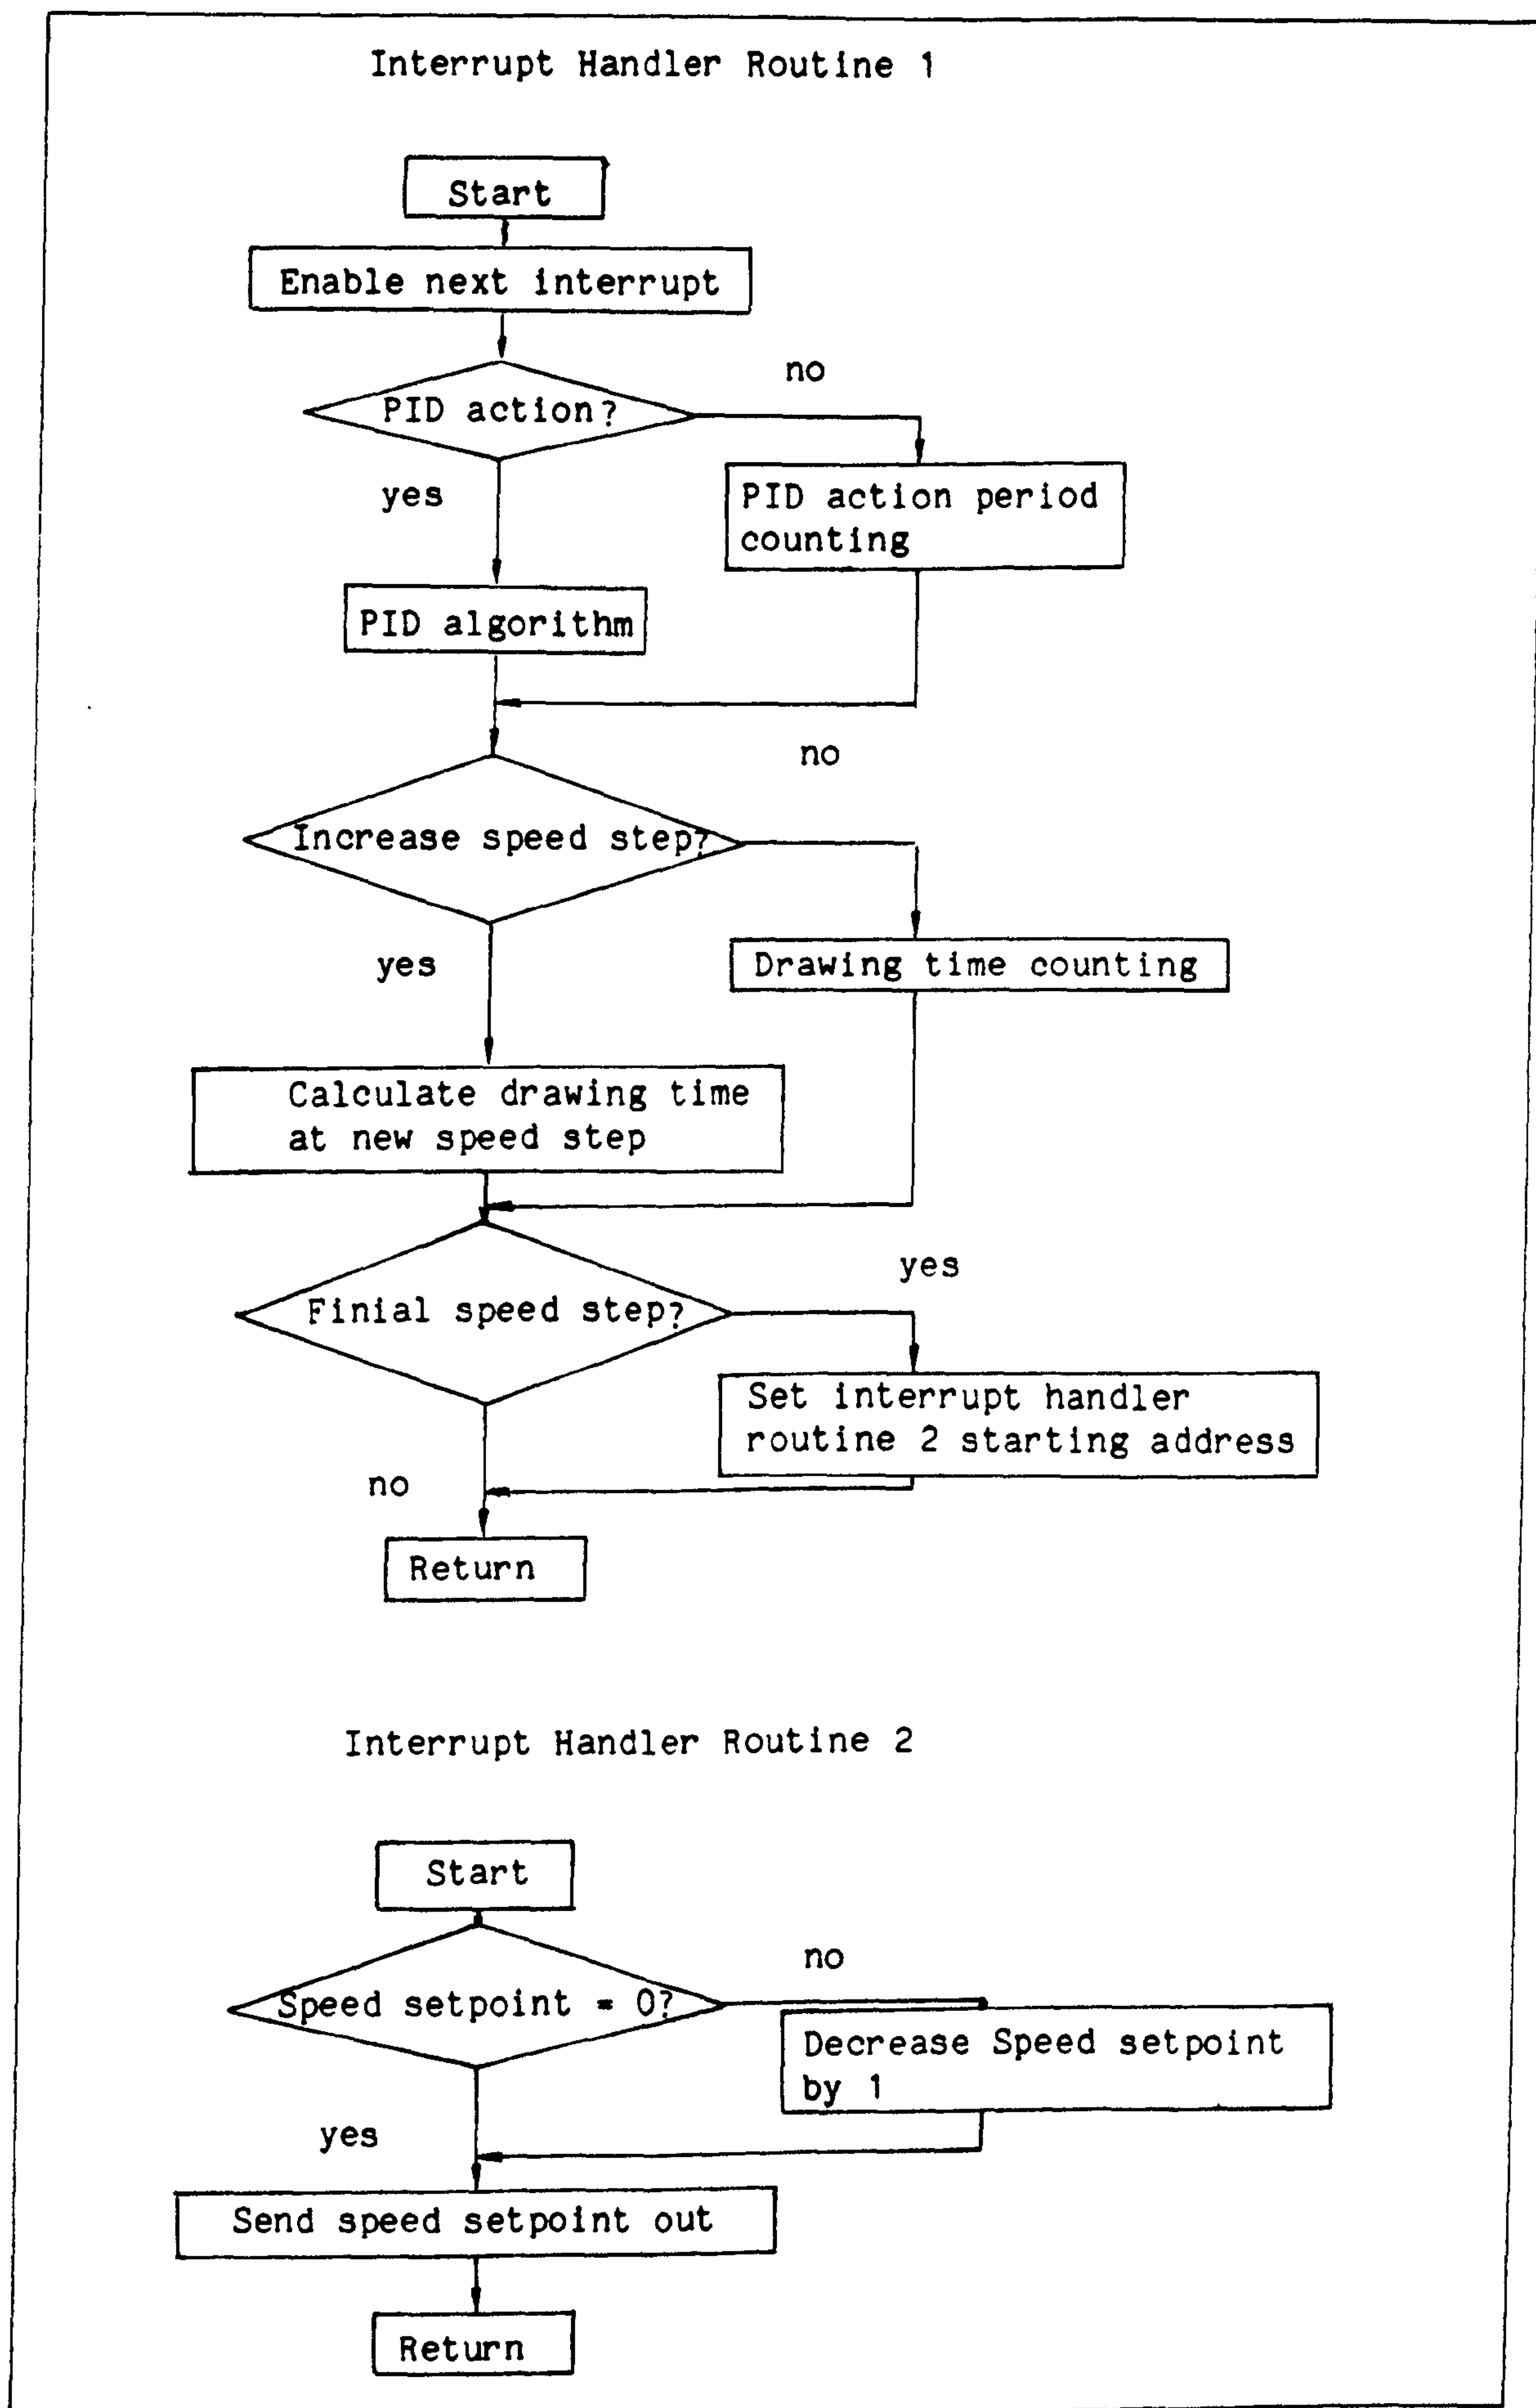 Interrupt Handler Routine 1
Start
Enable next interrupt
no
PID action?
yes
PID action period
counting
PID algorithm
no
Increase speed step?
yes
Drawing time counting
Calculate drawing time
at new speed step
yes
Finial speed step?
Set interrupt handler
routine 2 starting address
no
Return
Interrupt Handler Routine 2
Start
no
Speed setpoint = 0?
Decrease Speed setpoint
by 1
yes
Send speed setpoint out
Return